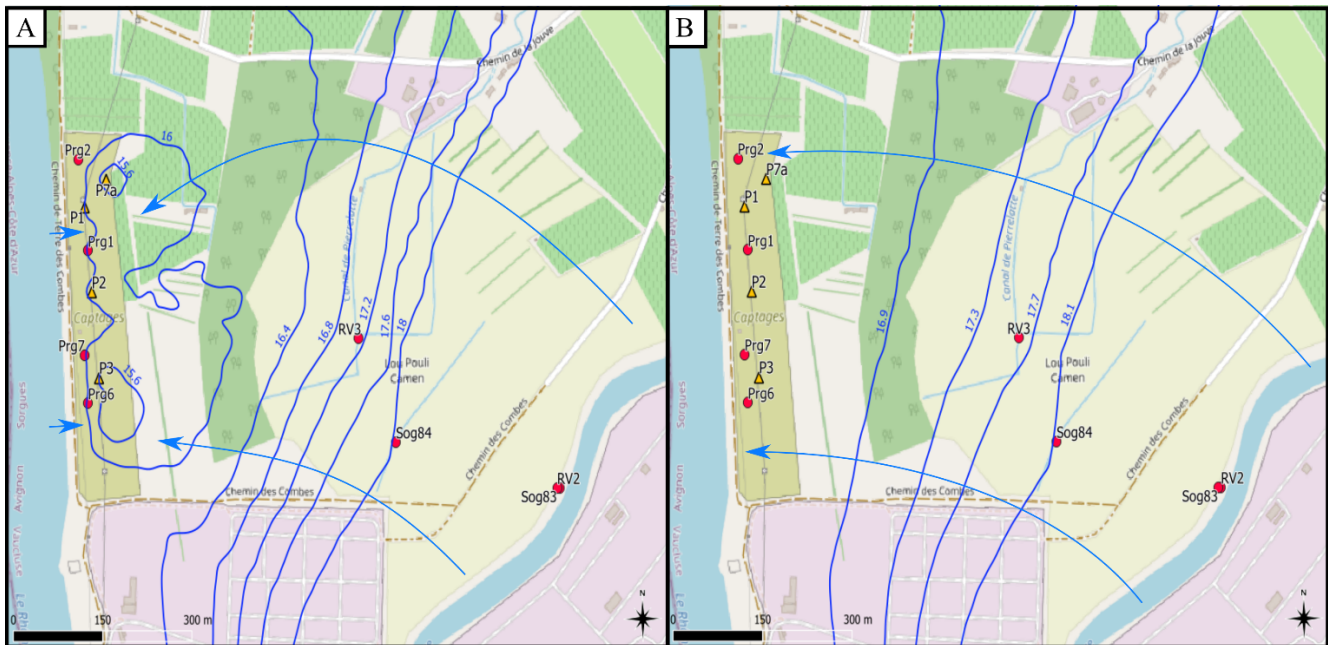 A
Chemin de la Jouve
16
Prg2
15.6
P7a
P1
Prg1
P2
Captages
Prg7
P3
15.6
Prg6
Chemin de Terre des Combes
Canal de Pierrelatte
16.4
16.8
17.2
17.6
18
RV3
Lou Pouli
Camen
Sog84
Chemin des Combes
RV2
Sog83
Chemin des Combes
Sorgues
Avignon
Vaucluse
Le
150
300 m
N
B
Chemin de la Jouve
Prg2
P7a
P1
Prg1
P2
Captages
Prg7
P3
Prg6
Chemin de Terre des Combes
Canal de Pierrelatte
16.9
17.3
17.7
18.1
RV3
Lou Pouli
Camen
Sog84
Chemin des Combes
RV2
Sog83
Chemin des Combes
Sorgues
Avignon
Vaucluse
Le
150
300 m
N